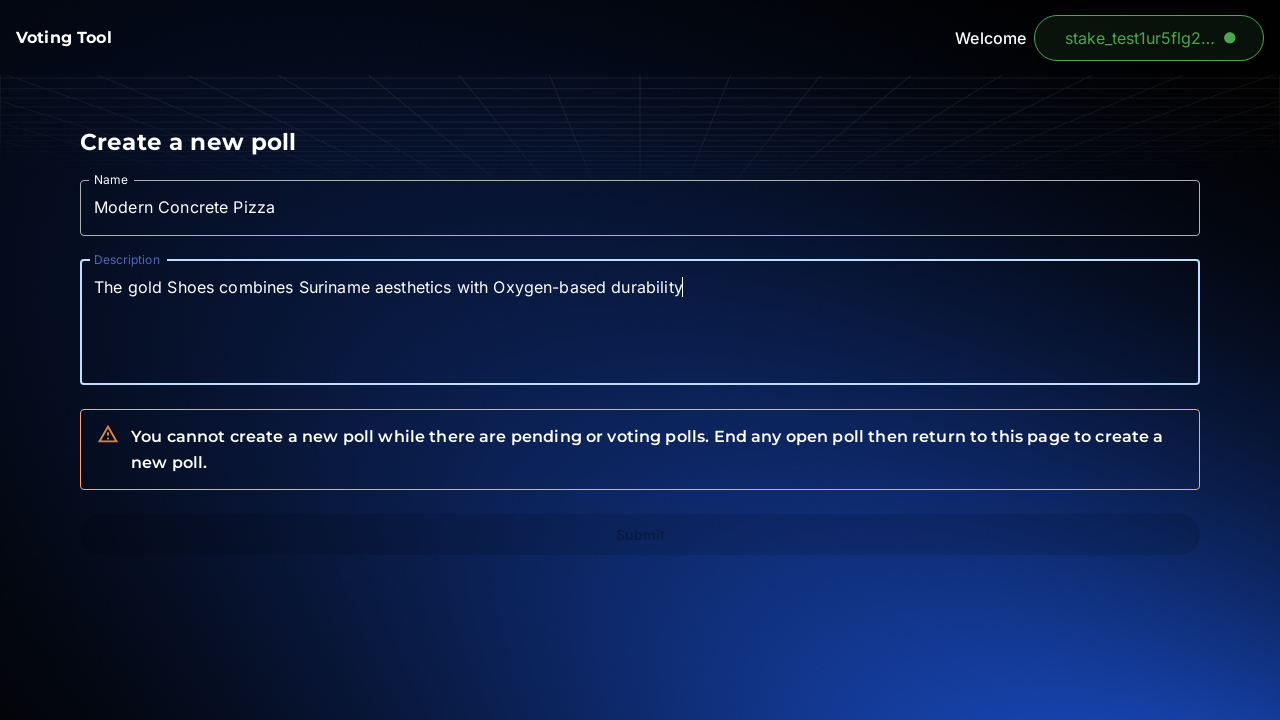 Voting Tool
Welcome
stake_test1ur5flg2...
Create a new poll
Name
Modern Concrete Pizza
Description
The gold Shoes combines Suriname aesthetics with Oxygen-based durability
You cannot create a new poll while there are pending or voting polls. End any open poll then return to this page to create a
new poll.
Submit